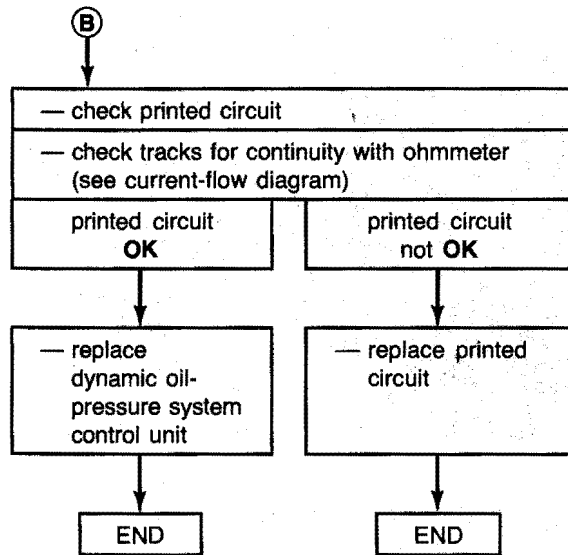 B
— check printed circuit
— check tracks for continuity with ohmmeter
(see current-flow diagram)
printed circuit
OK
printed circuit
not OK
— replace
dynamic oil-
pressure system
control unit
— replace printed
circuit
END
END